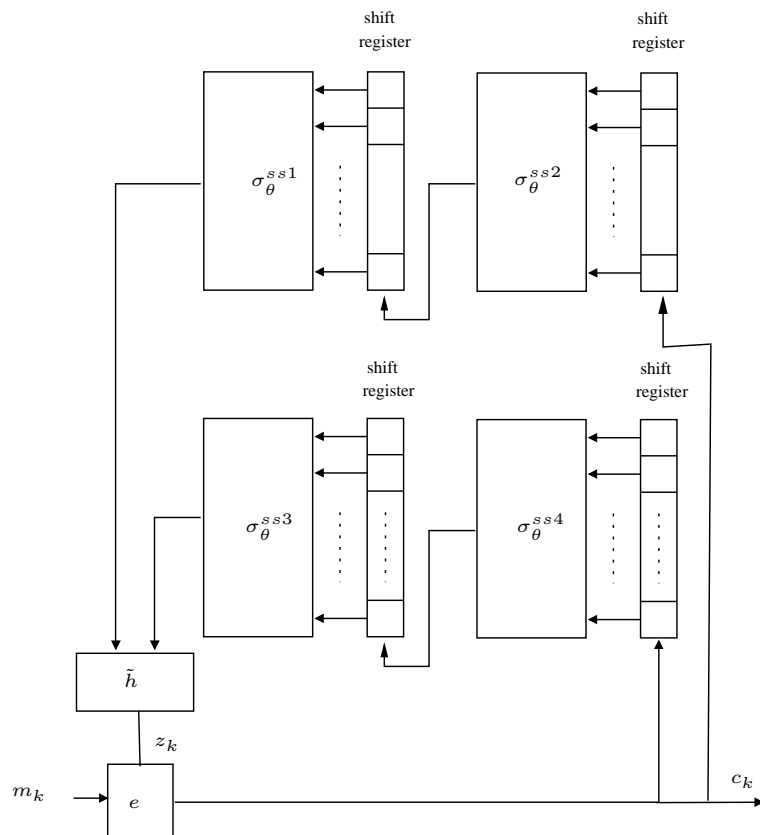 shift
register
shift
register
σ_θ^{ss1}
σ_θ^{ss2}
shift
register
shift
register
σ_θ^{ss3}
σ_θ^{ss4}
h̃
z_k
m_k
e
c_k